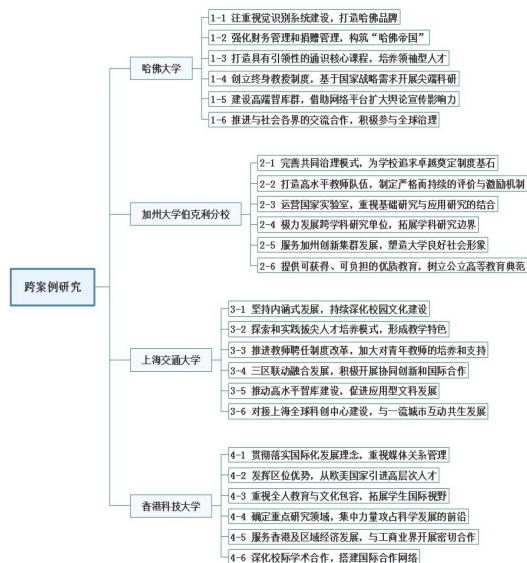 跨案例研究
哈佛大学
1-1 注重视觉识别系统建设，打造哈佛品牌
1-2 强化财务管理和捐赠管理，构筑“哈佛帝国”
1-3 打造具有引领性的通识核心课程，培养领袖型人才
1-4 创立终身教授制度，基于国家战略需求开展尖端科研
1-5 建设高端智库群，借助网络平台扩大舆论宣传影响力
1-6 推进与社会各界的交流合作，积极参与全球治理
加州大学伯克利分校
2-1 完善共同治理模式，为学校追求卓越奠定制度基石
2-2 打造高水平教师队伍，制定严格而持续的评价与激励机制
2-3 运营国家实验室，重视基础研究与应用研究的结合
2-4 极力发展跨学科研究单位，拓展学科研究边界
2-5 服务加州创新集群发展，塑造大学良好社会形象
2-6 提供可获得、可负担的优质教育，树立公立高等教育典范
上海交通大学
3-1 坚持内涵式发展，持续深化校园文化建设
3-2 探索和实践拔尖人才培养模式，形成教学特色
3-3 推进教师聘任制度改革，加大对青年教师的培养和支持
3-4 三区联动融合发展，积极开展协同创新和国际合作
3-5 推动高水平智库建设，促进应用型文科发展
3-6 对接上海全球科创中心建设，与一流城市互动共生发展
香港科技大学
4-1 贯彻落实国际化发展理念，重视媒体关系管理
4-2 发挥区位优势，从欧美国家引进高层次人才
4-3 重视全人教育与文化包容，拓展学生国际视野
4-4 确定重点研究领域，集中力量攻占科学发展的前沿
4-5 服务香港及区域经济发展，与工商业界开展密切合作
4-6 深化校际学术合作，搭建国际合作网络